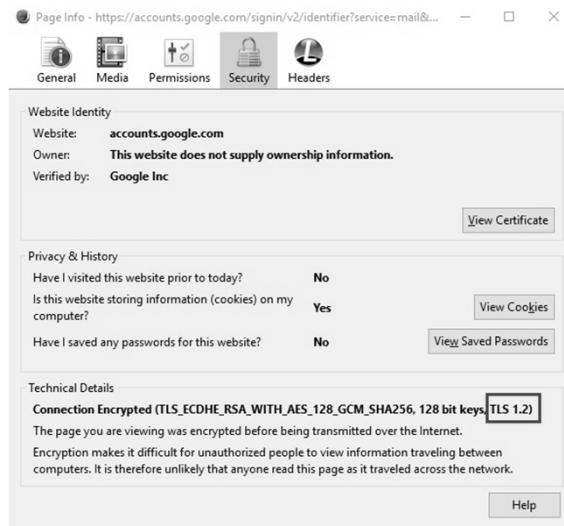 Page Info - https://accounts.google.com/signin/v2/identifier?service=mail&...
General Media Permissions Security Headers
Website Identity
Website: accounts.google.com
Owner: This website does not supply ownership information.
Verified by: Google Inc
View Certificate
Privacy & History
Have I visited this website prior to today? No
Is this website storing information (cookies) on my
computer? Yes View Cookies
Have I saved any passwords for this website? No View Saved Passwords
Technical Details
Connection Encrypted (TLS_ECDHE_RSA_WITH_AES_128_GCM_SHA256, 128 bit keys, TLS 1.2)
The page you are viewing was encrypted before being transmitted over the Internet.
Encryption makes it difficult for unauthorized people to view information traveling between
computers. It is therefore unlikely that anyone read this page as it traveled across the network.
Help